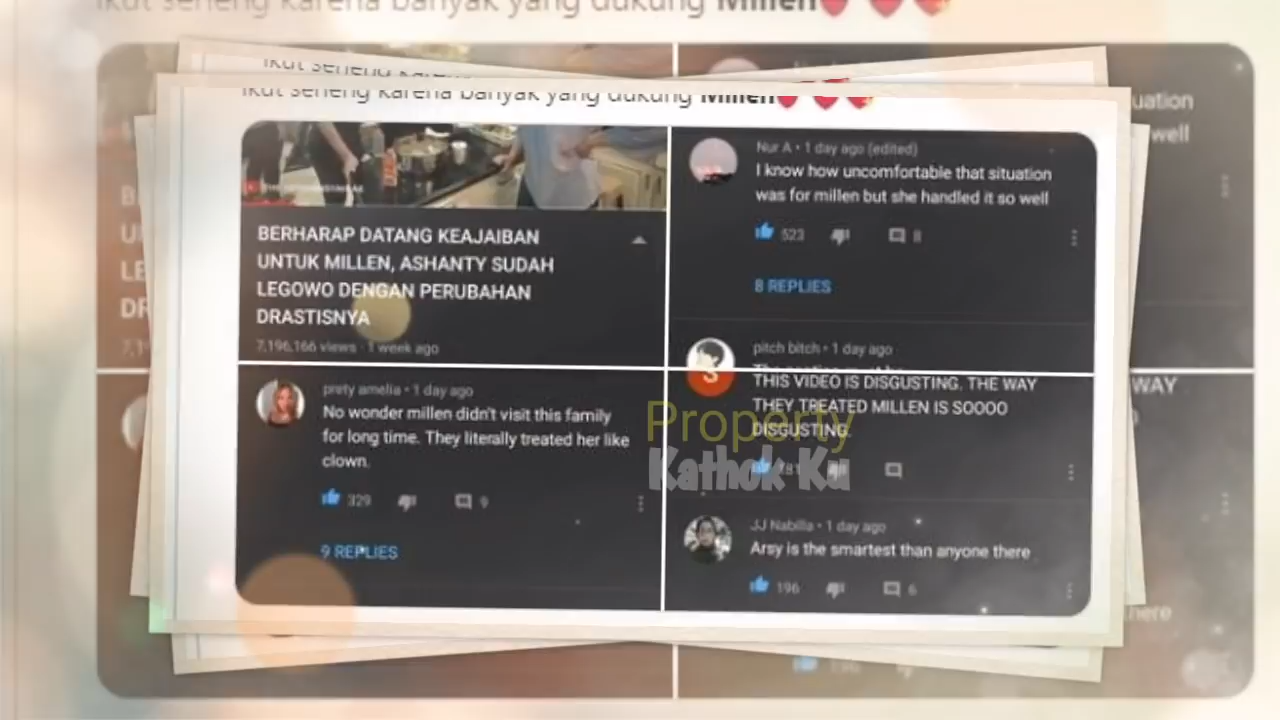 Ikut seneng karena banyak yang dukung Millen
BERHARAP DATANG KEAJAIBAN
UNTUK MILLEN, ASHANTY SUDAH
LEGOWO DENGAN PERUBAHAN
DRASTISNYA
7,196,166 views · 1 week ago
Nur A • 1 day ago (edited)
I know how uncomfortable that situation
was for millen but she handled it so well
523
8
8 REPLIES
prety amelia • 1 day ago
No wonder millen didn't visit this family
for long time. They literally treated her like
clown.
329
9
9 REPLIES
pitch bitch • 1 day ago
THIS VIDEO IS DISGUSTING. THE WAY
THEY TREATED MILLEN IS SOOOO
DISGUSTING.
781
JJ Nabilla • 1 day ago
Arsy is the smartest than anyone there
196
6
Property
Kathok Ku